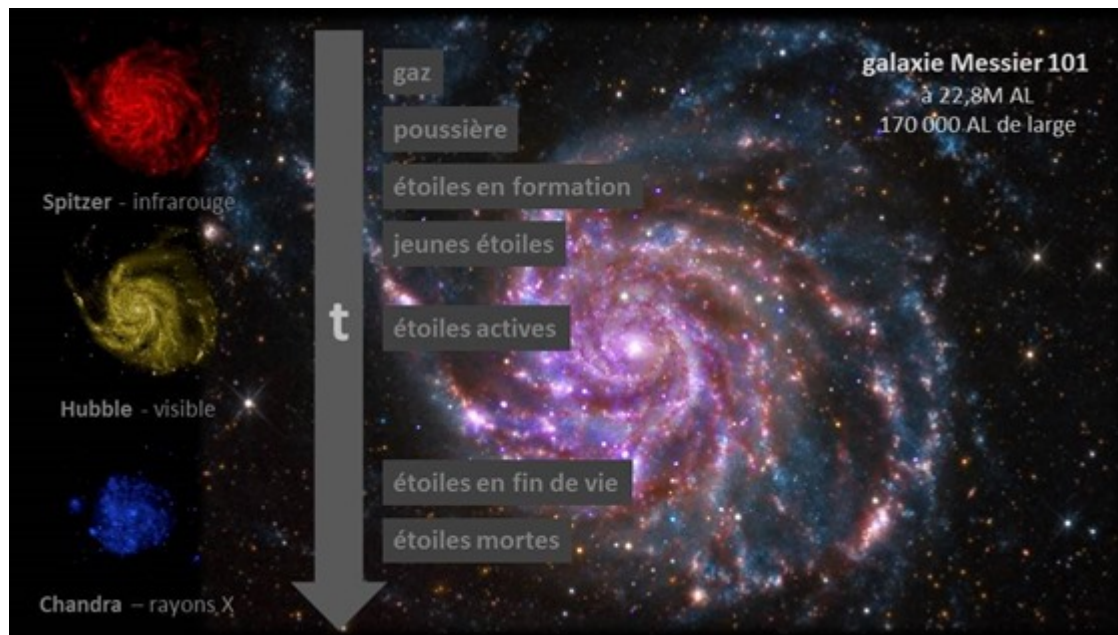 galaxie Messier 101
à 22,8M AL
170 000 AL de large
gaz
poussière
étoiles en formation
Spitzer - infrarouge
jeunes étoiles
t
étoiles actives
Hubble - visible
étoiles en fin de vie
étoiles mortes
Chandra – rayons X